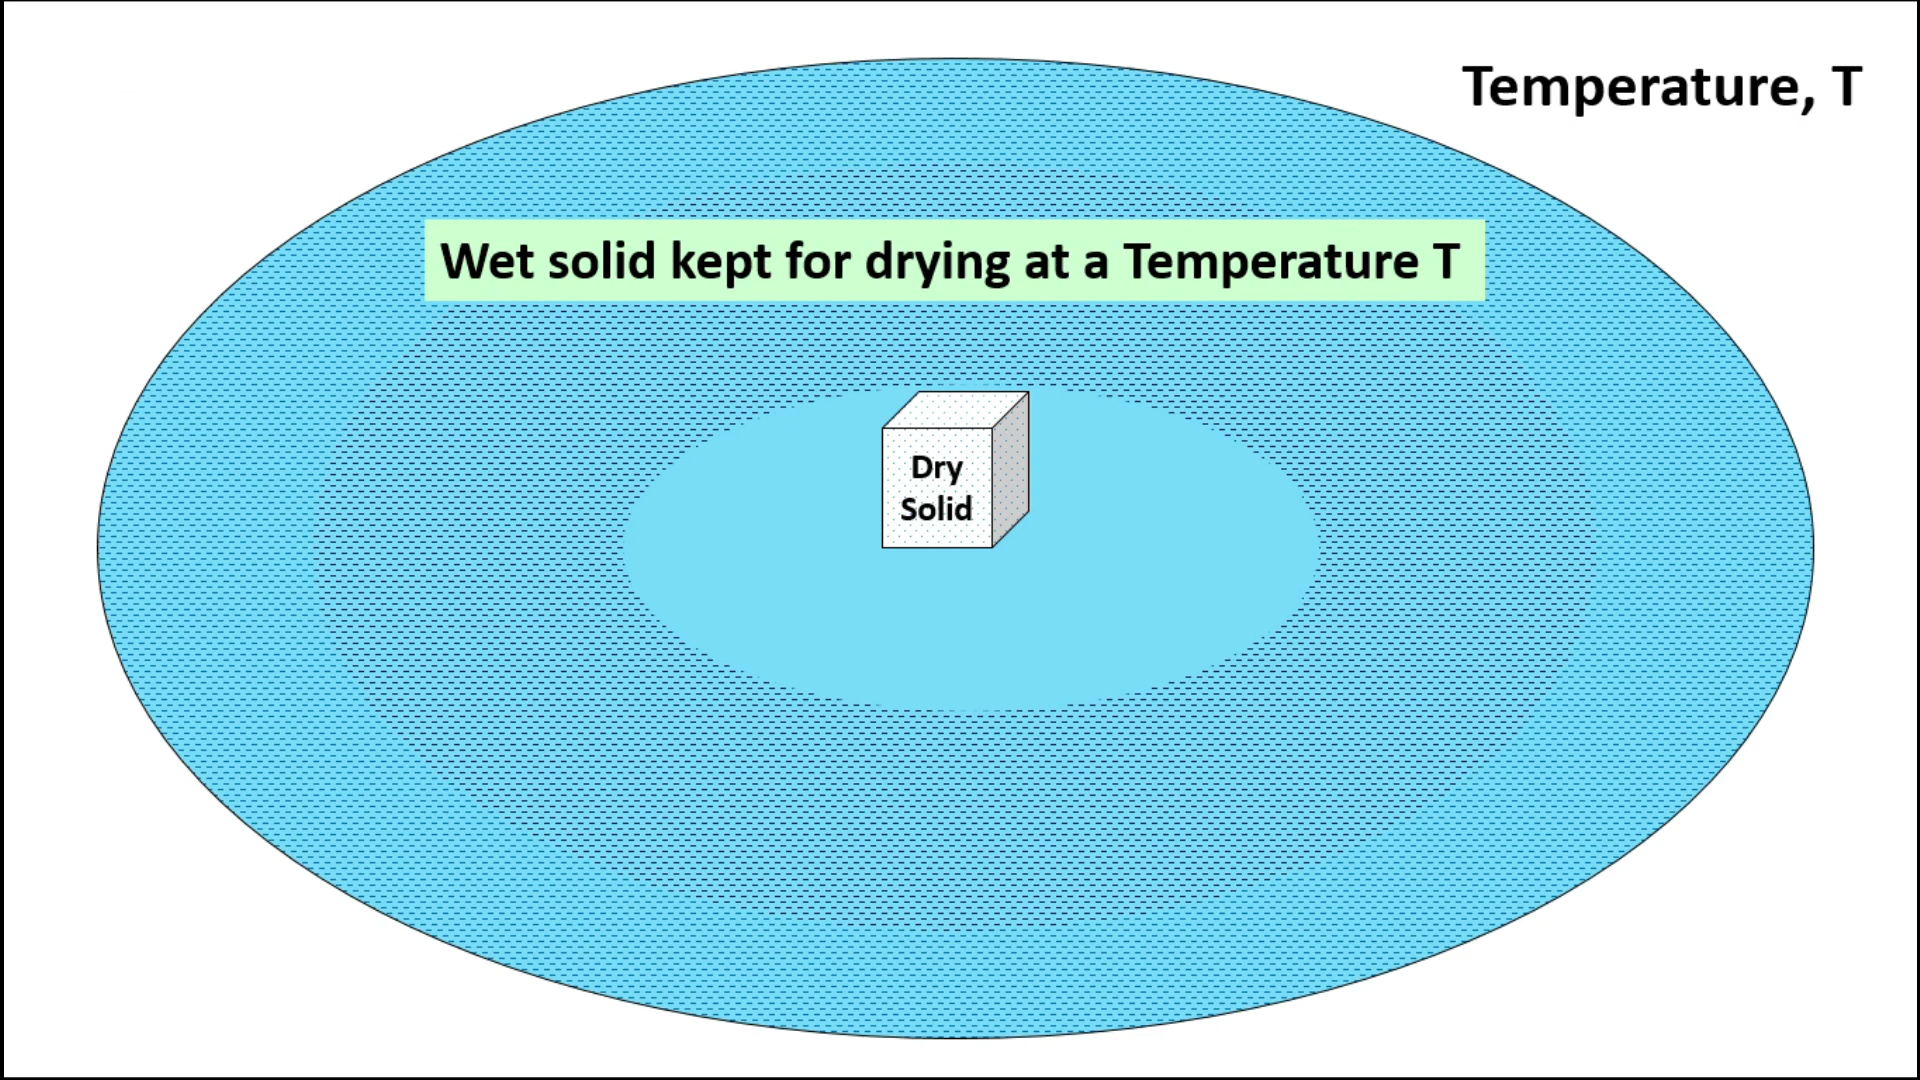 Temperature, T
Wet solid kept for drying at a Temperature T
Dry
Solid